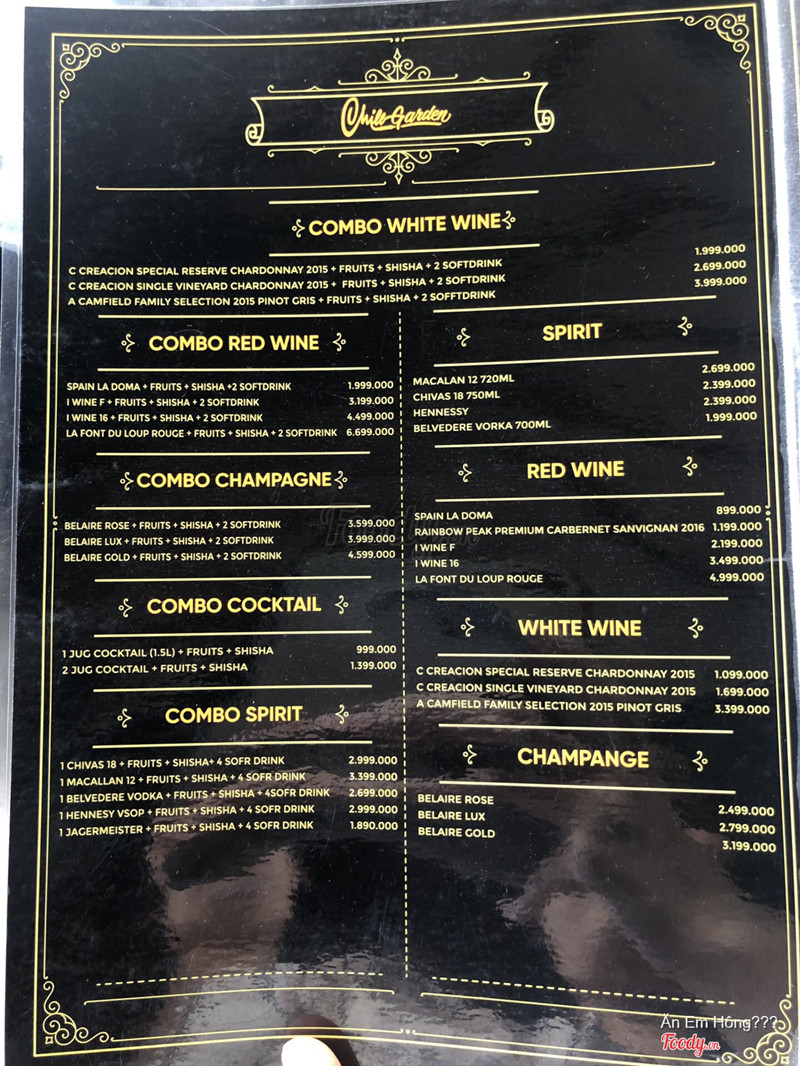 Chills Garden
COMBO WHITE WINE
C CREACION SPECIAL RESERVE CHARDONNAY 2015 + FRUITS + SHISHA + 2 SOFTDRINK 1.999.000
C CREACION SINGLE VINEYARD CHARDONNAY 2015 + FRUITS + SHISHA + 2 SOFTDRINK 2.699.000
A CAMFIELD FAMILY SELECTION 2015 PINOT GRIS + FRUITS + SHISHA + 2 SOFFTDRINK 3.999.000
COMBO RED WINE
SPAIN LA DOMA + FRUITS + SHISHA +2 SOFTDRINK 1.999.000
I WINE F + FRUITS + SHISHA + 2 SOFTDRINK 3.199.000
I WINE 16 + FRUITS + SHISHA + 2 SOFTDRINK 4.499.000
LA FONT DU LOUP ROUGE + FRUITS + SHISHA + 2 SOFTDRINK 6.699.000
COMBO CHAMPAGNE
BELAIRE ROSE + FRUITS + SHISHA + 2 SOFTDRINK 3.599.000
BELAIRE LUX + FRUITS + SHISHA + 2 SOFTDRINK 3.999.000
BELAIRE GOLD + FRUITS + SHISHA + 2 SOFTDRINK 4.599.000
COMBO COCKTAIL
1 JUG COCKTAIL (1.5L) + FRUITS + SHISHA 999.000
2 JUG COCKTAIL + FRUITS + SHISHA 1.399.000
COMBO SPIRIT
1 CHIVAS 18 + FRUITS + SHISHA+ 4 SOFR DRINK 2.999.000
1 MACALLAN 12 + FRUITS + SHISHA+ 4 SOFR DRINK 3.399.000
1 BELVEDERE VODKA + FRUITS + SHISHA + 4SOFR DRINK 2.699.000
1 HENNESY VSOP + FRUITS + SHISHA + 4 SOFR DRINK 2.999.000
1 JAGERMEISTER + FRUITS + SHISHA + 4 SOFR DRINK 1.890.000
SPIRIT
MACALAN 12 720ML 2.699.000
CHIVAS 18 750ML 2.399.000
HENNESSY 2.399.000
BELVEDERE VORKA 700ML 1.999.000
RED WINE
SPAIN LA DOMA 899.000
RAINBOW PEAK PREMIUM CARBERNET SANVIGNAN 2016 1.199.000
I WINE F 2.199.000
I WINE 16 3.499.000
LA FONT DU LOUP ROUGE 4.999.000
WHITE WINE
C CREACION SPECIAL RESERVE CHARDONNAY 2015 1.099.000
C CREACION SINGLE VINEYARD CHARDONNAY 2015 1.699.000
A CAMFIELD FAMILY SELECTION 2015 PINOT GRIS 3.399.000
CHAMPANGE
BELAIRE ROSE 2.499.000
BELAIRE LUX 2.799.000
BELAIRE GOLD 3.199.000
Ăn Em Hông???
Foody.vn